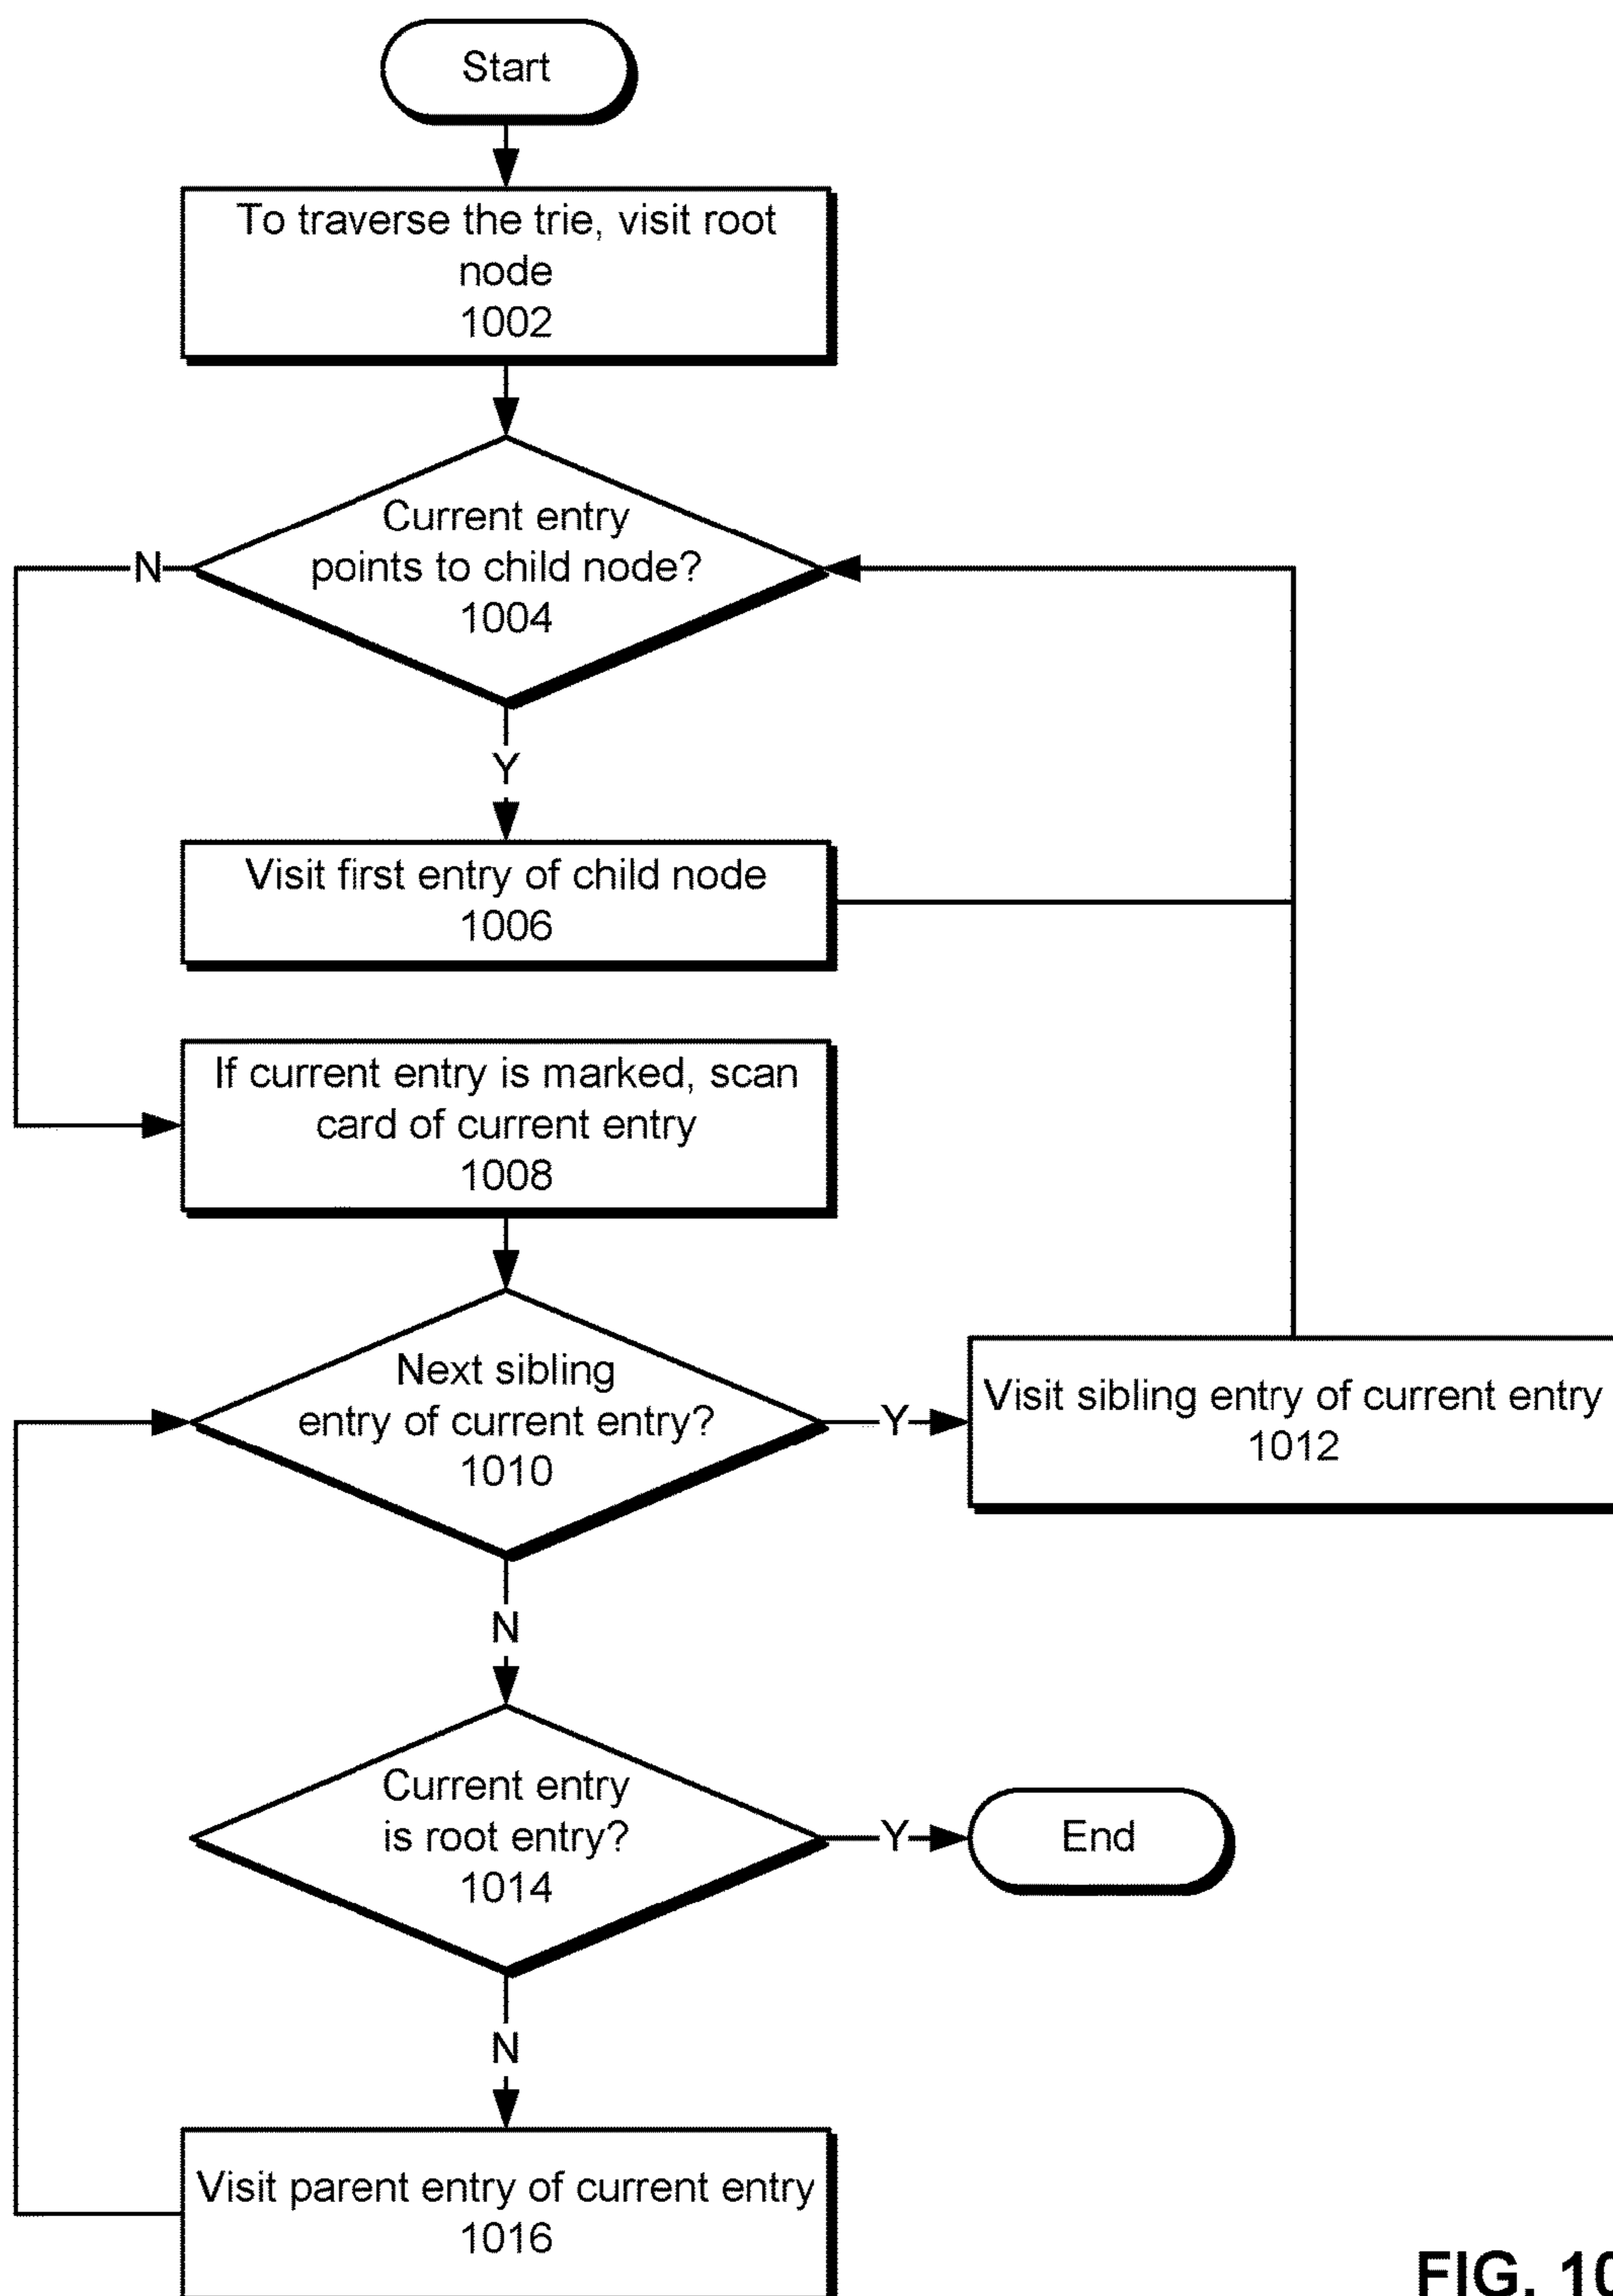 Start
To traverse the trie, visit root
node
1002
Current entry
points to child node?
1004
N
Y
Visit first entry of child node
1006
If current entry is marked, scan
card of current entry
1008
Next sibling
entry of current entry?
1010
Y
Visit sibling entry of current entry
1012
N
Current entry
is root entry?
1014
Y
End
N
Visit parent entry of current entry
1016
FIG. 10